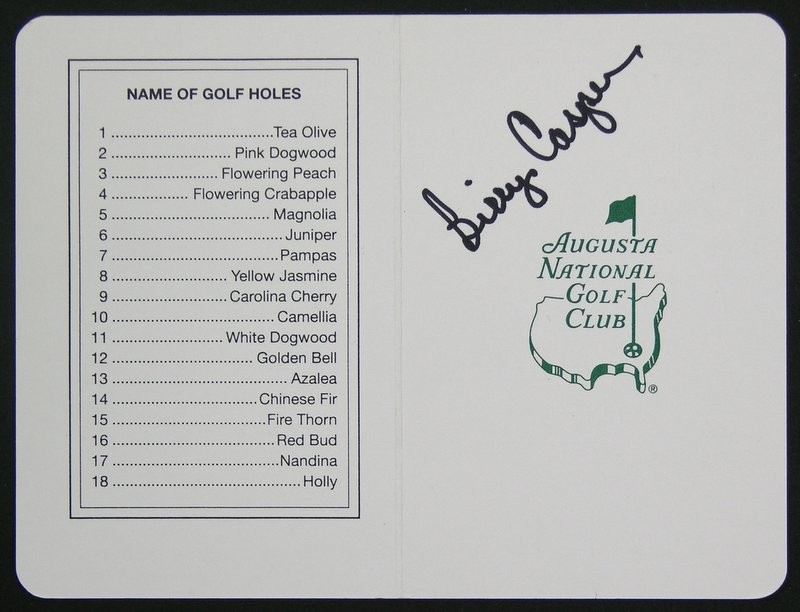 NAME OF GOLF HOLES
1 ......................................Tea Olive
2 ............................ Pink Dogwood
3 ..........................Flowering Peach
4 .................. Flowering Crabapple
5 ..................................... Magnolia
6 .........................................Juniper
7 .......................................Pampas
8 ........................... Yellow Jasmine
9 ...........................Carolina Cherry
10 ...................................... Camellia
11 .......................... White Dogwood
12 .................................. Golden Bell
13 .......................................... Azalea
14 ..................................Chinese Fir
15 ....................................Fire Thorn
16 ...................................... Red Bud
17 .......................................Nandina
18 ............................................ Holly
Billy Casper
AUGUSTA
NATIONAL
GOLF
CLUB
®